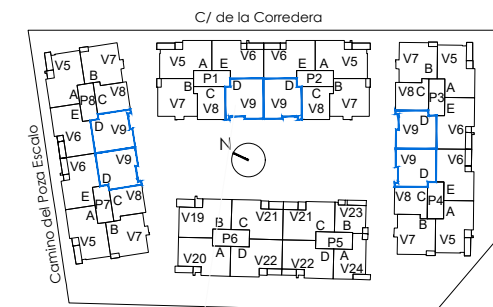 C/ de la Corredera
Camino del Poza Escalo
N
V5 A E V6 V6 E A V5
P1 P2
B C D D C B
V7 V8 V9 V9 V8 V7
V7
B V8
V5 A P8 C
E D V9
V6
V6 V9
E D
P7 C V8
A B
V5 V7
V7 V5
B
V8 C P3 A
D E
V9 V6
V9 V6
D E
V8 C P4 A
B
V7 V5
V19 B C V21 V21 C V23 B
P6 P5
V20 A D V22 V22 D A V24